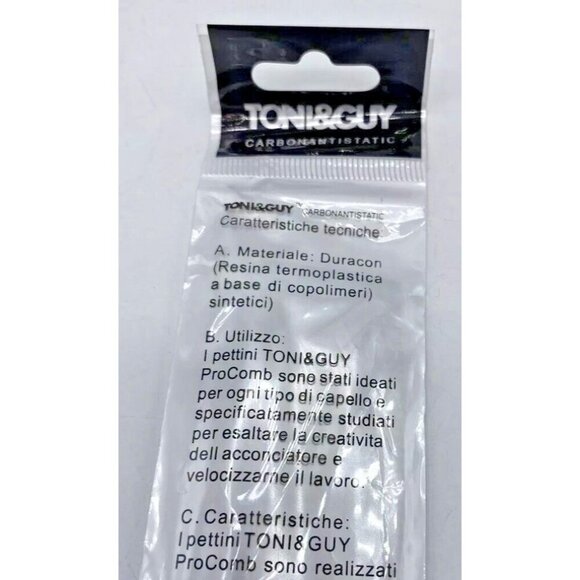 TONI&GUY
CARBONANTISTATIC
TONI&GUY CARBONANTISTATIC
Caratteristiche tecniche:
A. Materiale: Duracon
(Resina termoplastica
a base di copolimeri)
sintetici)
B. Utilizzo:
I pettini TONI&GUY
ProComb sono stati ideati
per ogni tipo di capello e
specificatamente studiati
per esaltare la creatività
dell acconciatore e
velocizzarne il lavoro.
C. Caratteristiche:
I pettini TONI&GUY
ProComb sono realizzati